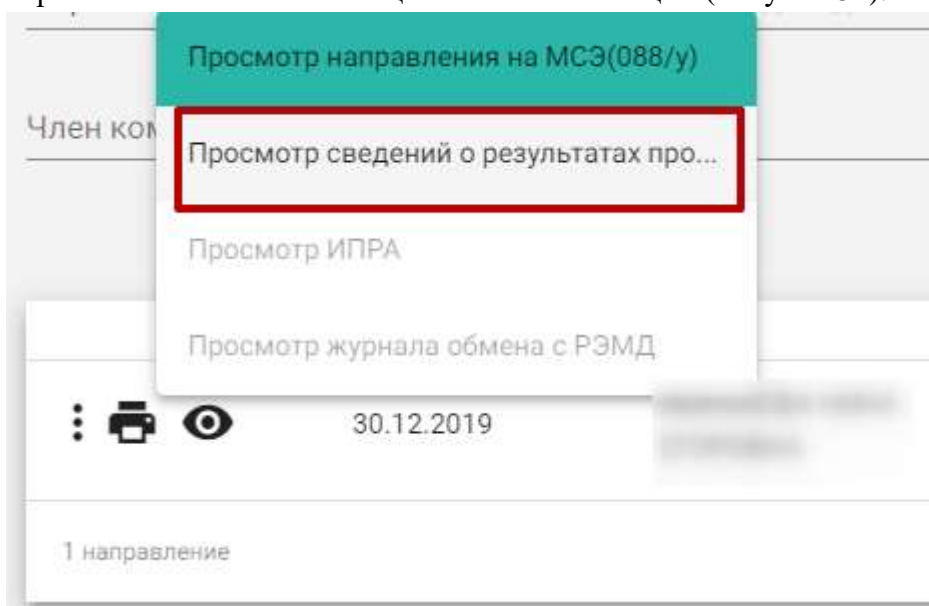 Просмотр направления на МСЭ(088/у)
Член ком
Просмотр сведений о результатах про...
Просмотр ИПРА
Просмотр журнала обмена с РЭМД
30.12.2019
1 направление